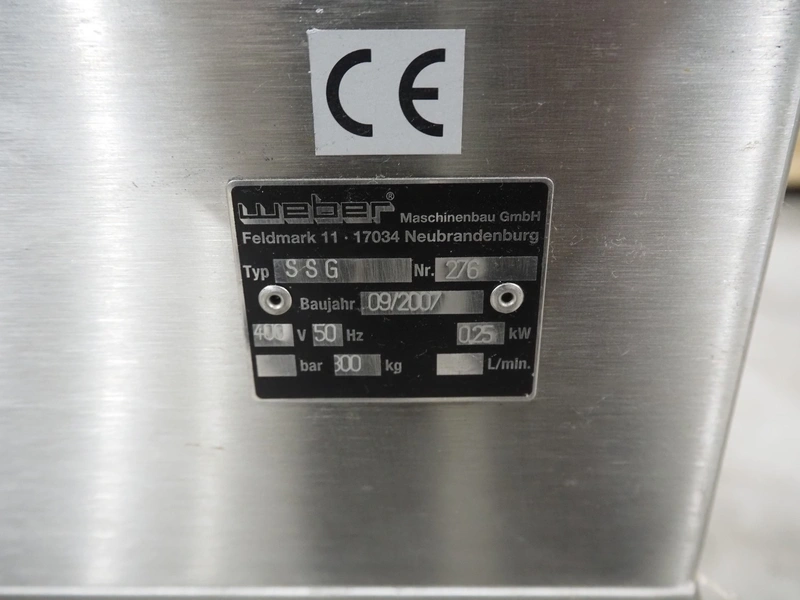 CE
weber® Maschinenbau GmbH
Feldmark 11 · 17034 Neubrandenburg
Typ SSG Nr. 276
Baujahr 09/2007
400 V 50 Hz 0.25 kW
bar 300 kg L/min.